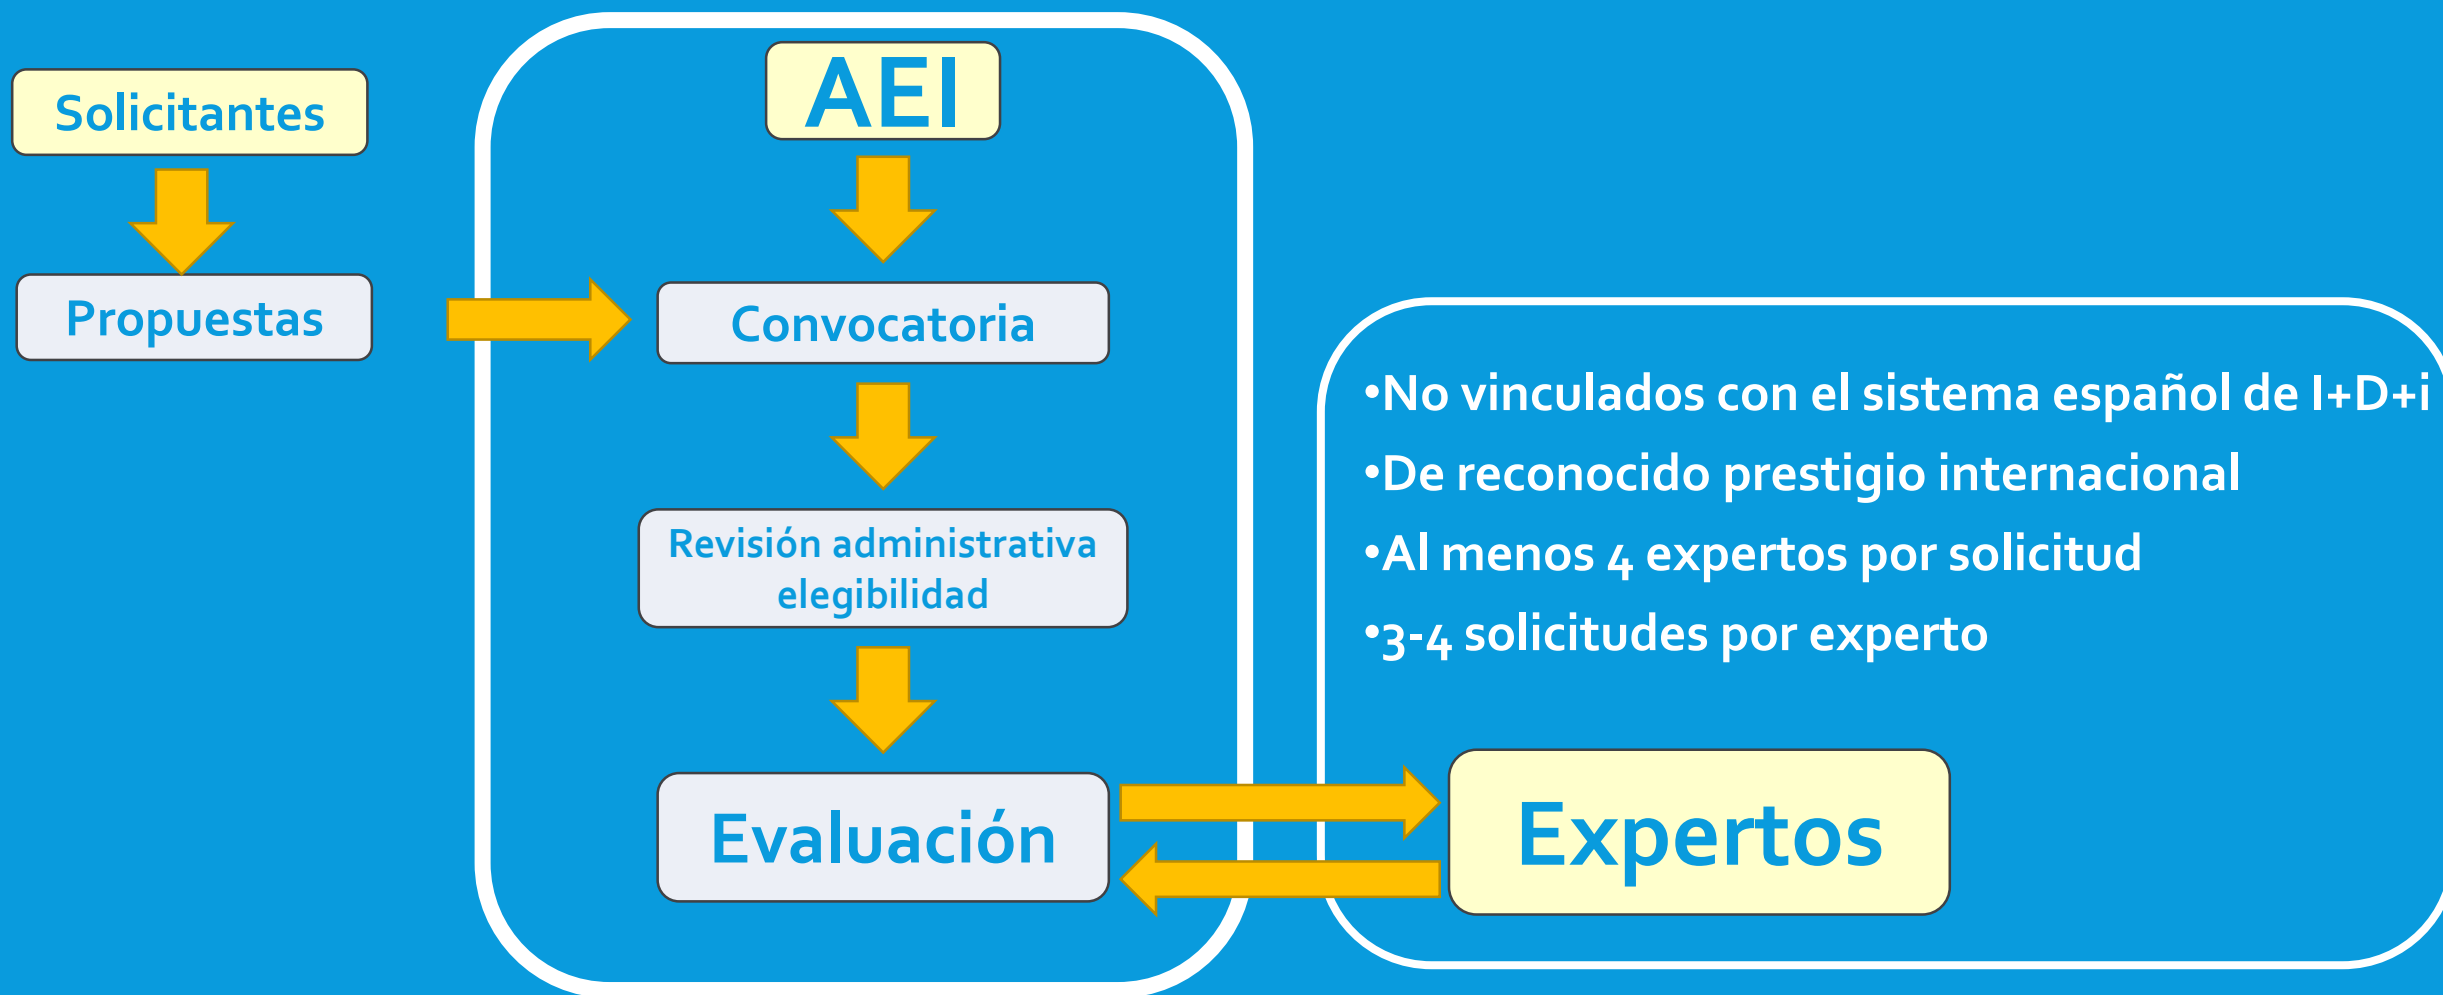 Solicitantes
Propuestas
AEI
Convocatoria
Revisión administrativa
elegibilidad
Evaluación
•No vinculados con el sistema español de I+D+i
•De reconocido prestigio internacional
•Al menos 4 expertos por solicitud
•3-4 solicitudes por experto
Expertos